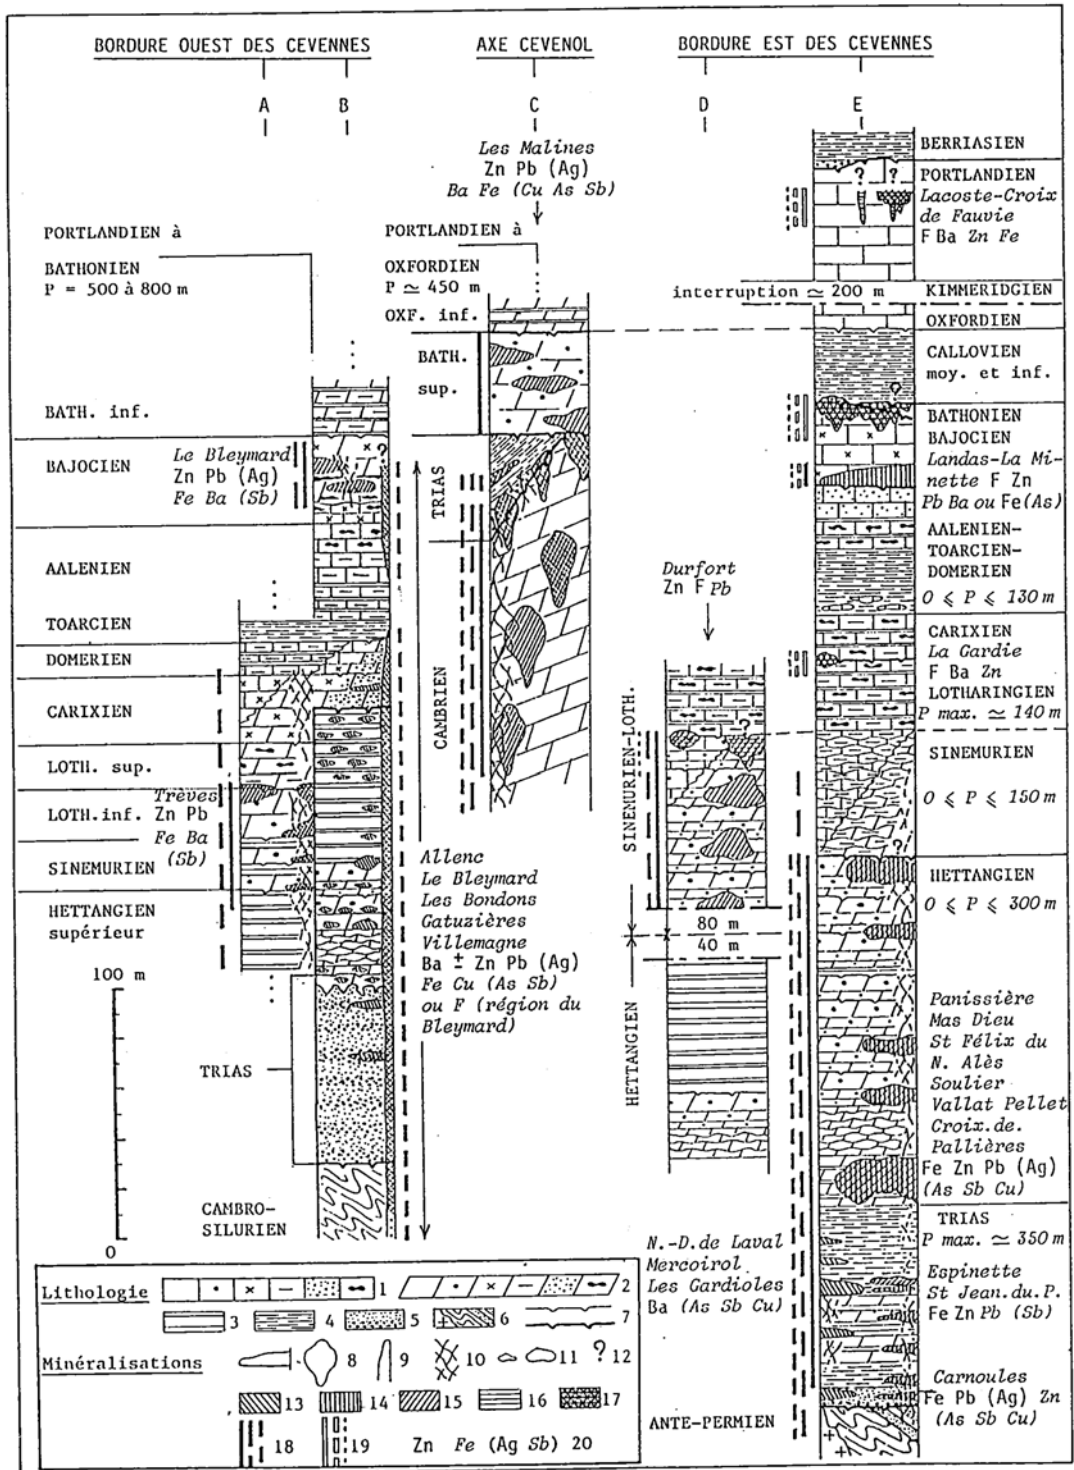 BORDURE OUEST DES CEVENNES
AXE CEVENOL
BORDURE EST DES CEVENNES
A
B
C
D
E
Les Malines
Zn Pb (Ag)
Ba Fe (Cu As Sb)
PORTLANDIEN à
BATHONIEN
P = 500 à 800 m
BATH. inf.
BAJOCIEN
Le Bleymard
Zn Pb (Ag)
Fe Ba (Sb)
?
AALENIEN
TOARCIEN
DOMERIEN
CARIXIEN
LOTH. sup.
LOTH.inf.
Trèves
Zn Pb
Fe Ba
(Sb)
SINEMURIEN
HETTANGIEN
supérieur
100 m
TRIAS
CAMBRO-
SILURIEN
0
PORTLANDIEN à
OXFORDIEN
P ≃ 450 m
OXF. inf.
BATH.
sup.
TRIAS
CAMBRIEN
Allenc
Le Bleymard
Les Bondons
Gatuzières
Villemagne
Ba ± Zn Pb (Ag)
Fe Cu (As Sb)
ou F (région du
Bleymard)
Durfort
Zn F Pb
?
SINEMURIEN-LOTH.
80 m
40 m
HETTANGIEN
N.-D. de Laval
Mercoirol
Les Gardioles
Ba (As Sb Cu)
ANTE-PERMIEN
BERRIASIEN
PORTLANDIEN
? ?
Lacoste-Croix
de Fauvie
F Ba Zn Fe
interruption ≃ 200 m
KIMMERIDGIEN
OXFORDIEN
CALLOVIEN
moy. et inf.
BATHONIEN
BAJOCIEN
Landas-La Mi-
nette F Zn
Pb Ba ou Fe (As)
AALENIEN-
TOARCIEN-
DOMERIEN
0 ⩽ P ⩽ 130 m
CARIXIEN
La Gardie
F Ba Zn
LOTHARINGIEN
P max. ≃ 140 m
SINEMURIEN
0 ⩽ P ⩽ 150 m
?
HETTANGIEN
0 ⩽ P ⩽ 300 m
Panissière
Mas Dieu
St Félix du
N. Alès
Soulier
Vallat Pellet
Croix.de.
Pallières
Fe Zn Pb (Ag)
(As Sb Cu)
TRIAS
P max. ≃ 350 m
Espinette
St Jean.du.P.
Fe Zn Pb (Sb)
Carnoules
Fe Pb (Ag) Zn
(As Sb Cu)
Lithologie
1
2
3
4
5
6
7
Minéralisations
8
9
10
11
? 12
13
14
15
16
17
18
19
Zn Fe (Ag Sb) 20